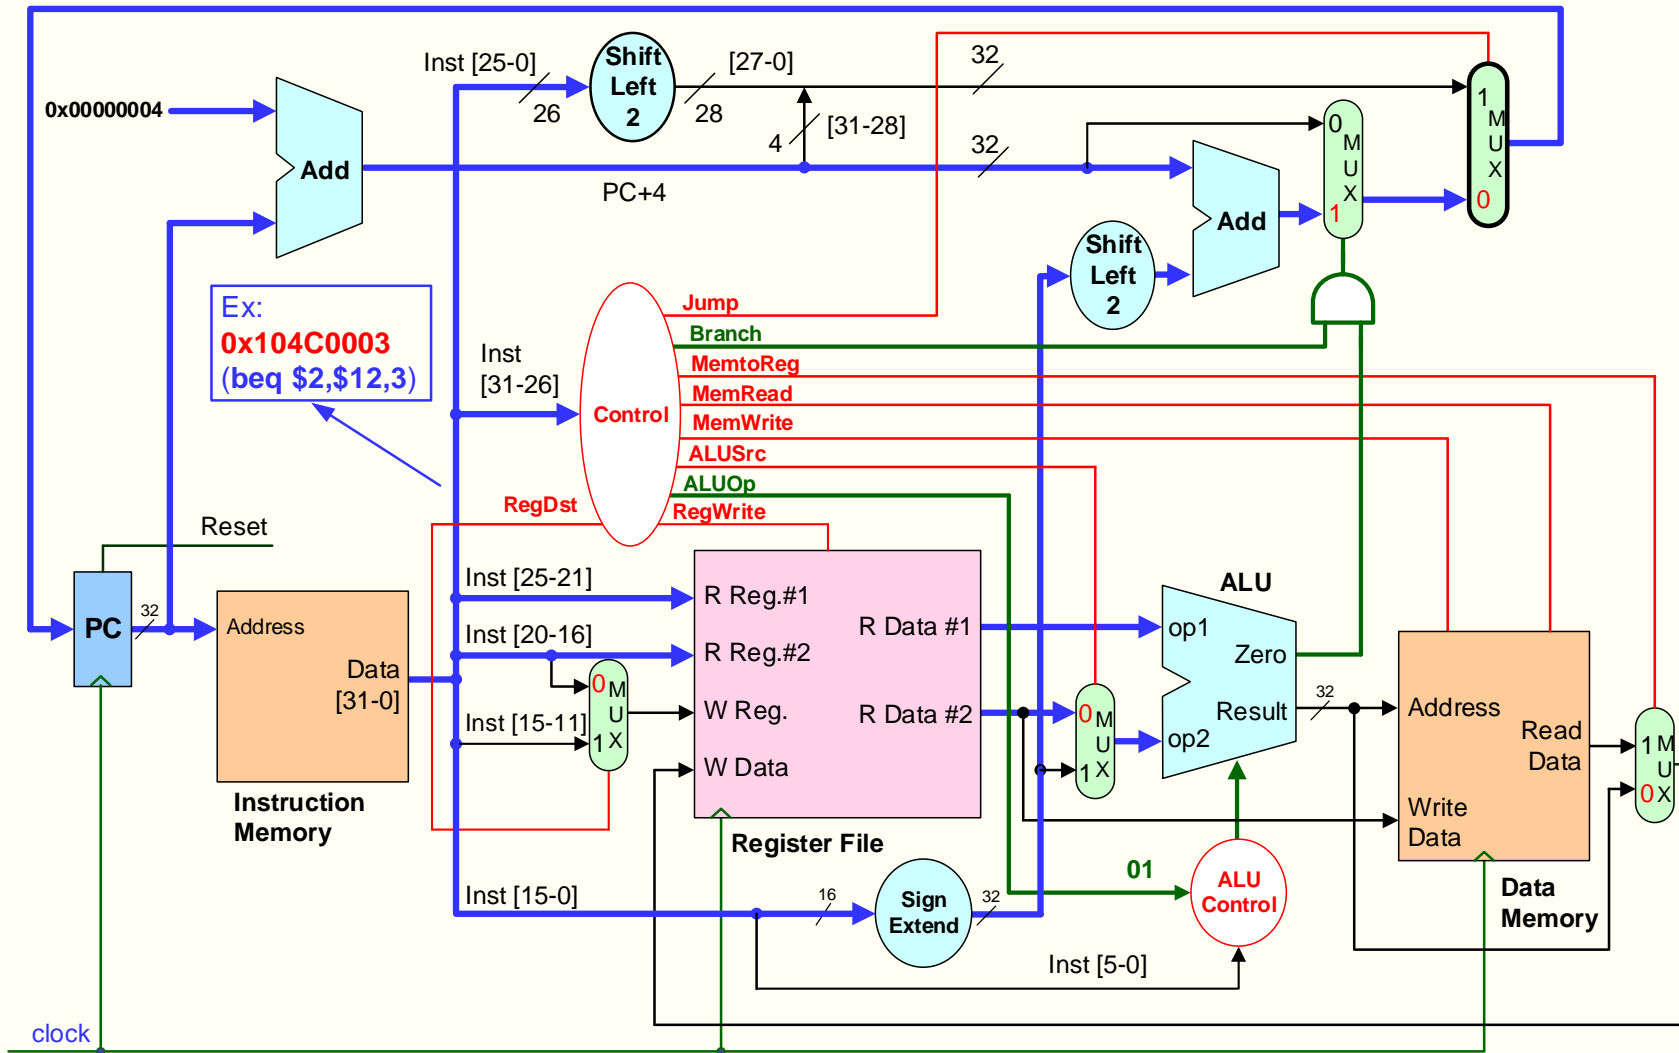 Inst [25-0]
26
Shift
Left
2
[27-0]
28
4
[31-28]
32
1
M
U
X
0
0x00000004
Add
PC+4
32
0
M
U
X
1
Add
Shift
Left
2
Ex:
0x104C0003
(beq $2,$12,3)
Inst
[31-26]
Control
Jump
Branch
MemtoReg
MemRead
MemWrite
ALUSrc
ALUOp
RegWrite
RegDst
Reset
PC
32
Address
Data
[31-0]
Instruction
Memory
Inst [25-21]
Inst [20-16]
Inst [15-11]
0
M
U
1 X
R Reg.#1
R Reg.#2
W Reg.
W Data
R Data #1
R Data #2
Register File
0
M
U
1 X
ALU
op1
Zero
Result
op2
32
Address
Read
Data
Write
Data
Data
Memory
1 M
U
0 X
Inst [15-0]
16
Sign
Extend
32
01
ALU
Control
Inst [5-0]
clock